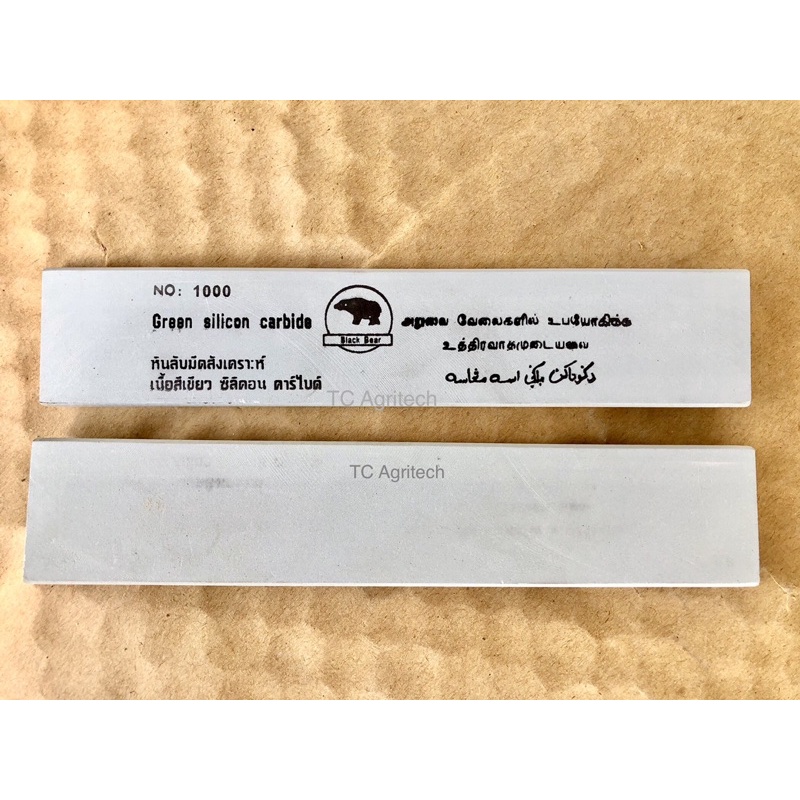 NO: 1000
Green silicon carbide
Black Bear
அறுவை வேலைகளில் உபயோகிக்க
உத்திரவாதமுடையவை
หินลับมีดสังเคราะห์
เนื้อสีเขียว ซิลิคอน คาร์ไบด์
TC Agritech
TC Agritech